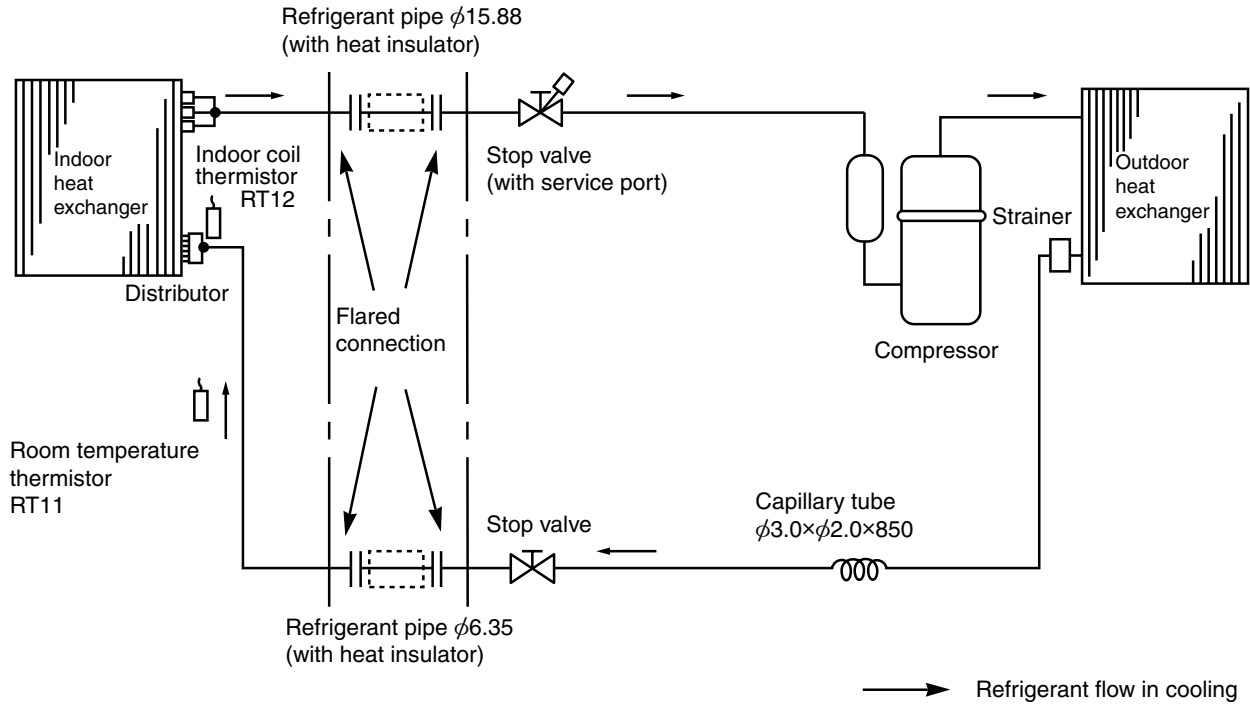 Refrigerant pipe ϕ15.88
(with heat insulator)
Indoor
heat
exchanger
Indoor coil
thermistor
RT12
Stop valve
(with service port)
Strainer
Outdoor
heat
exchanger
Distributor
Flared
connection
Compressor
Room temperature
thermistor
RT11
Stop valve
Capillary tube
ϕ3.0×ϕ2.0×850
Refrigerant pipe ϕ6.35
(with heat insulator)
Refrigerant flow in cooling